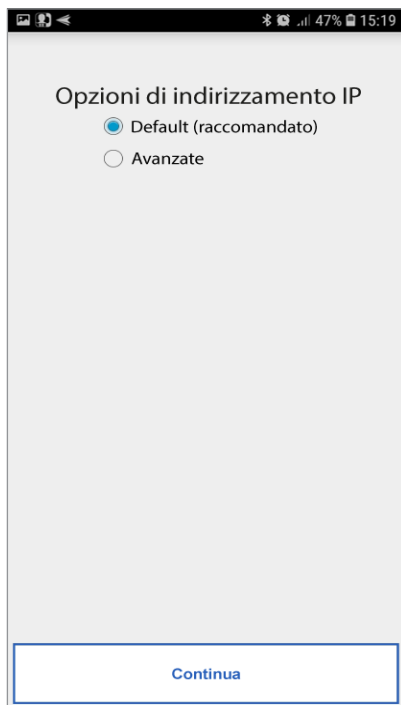 47% 15:19
Opzioni di indirizzamento IP
Default (raccomandato)
Avanzate
Continua